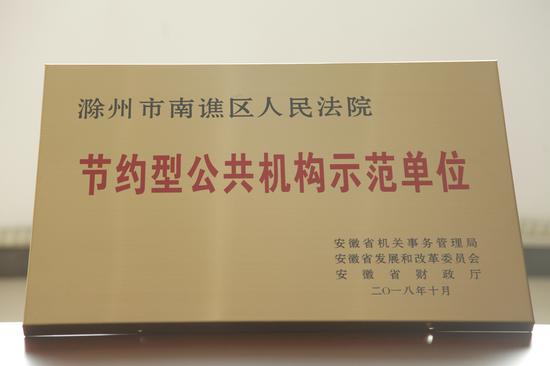 滁州市南谯区人民法院
节约型公共机构示范单位
安徽省机关事务管理局
安徽省发展和改革委员会
安徽省财政厅
二〇一八年十月